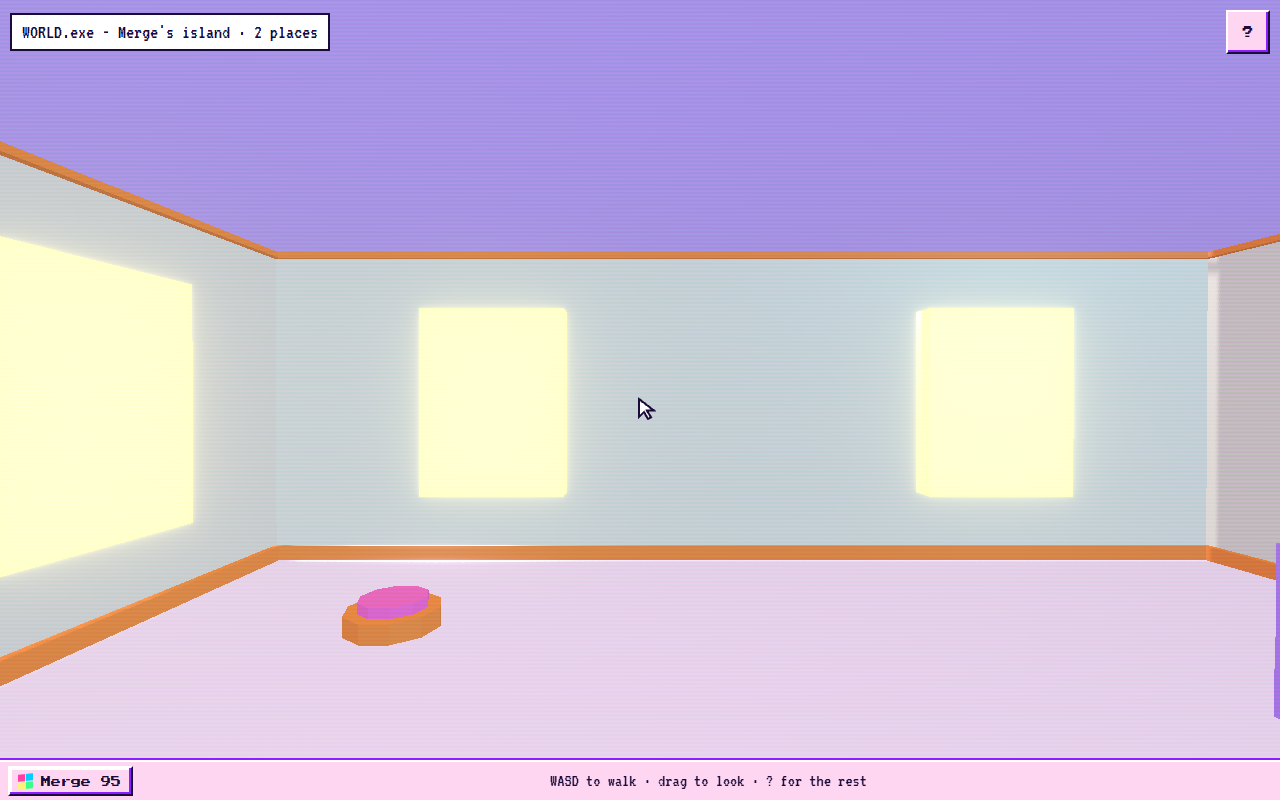 WORLD.exe - Merge's island · 2 places
?
Merge 95
WASD to walk · drag to look · ? for the rest